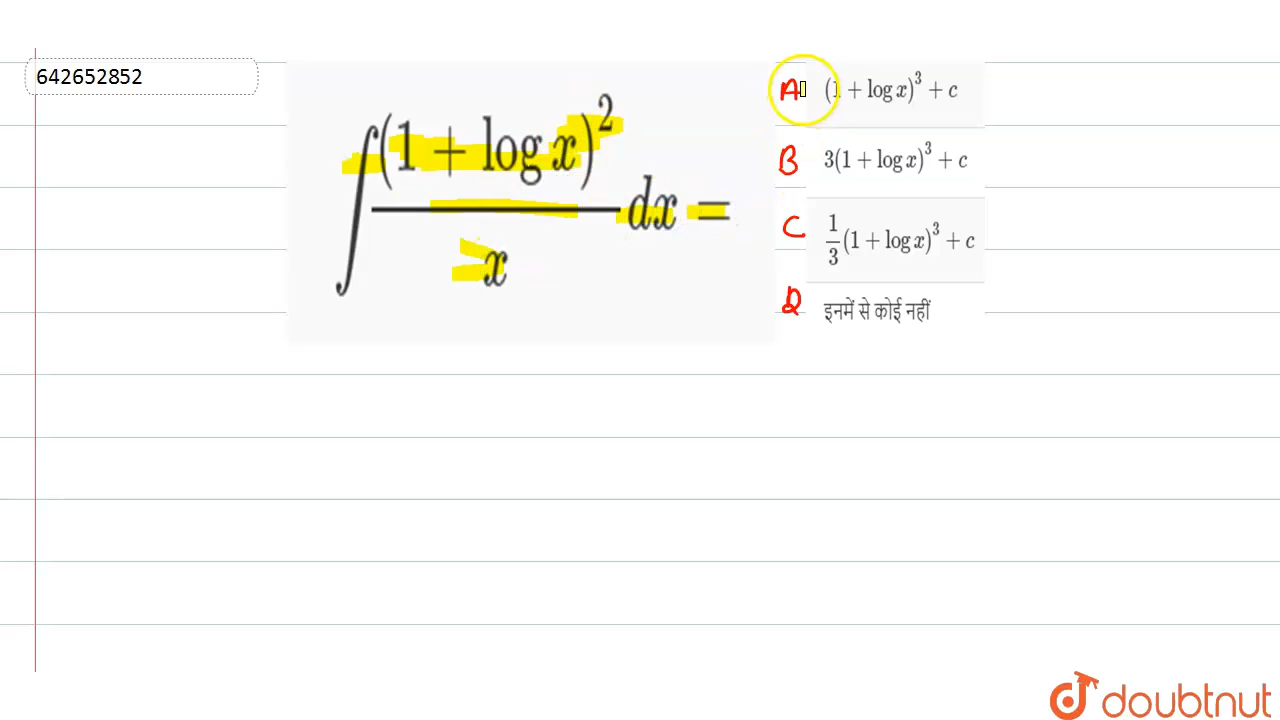 642652852
∫(1 + log x)²/x dx =
A (1 + log x)³ + c
B 3(1 + log x)³ + c
C 1/3(1 + log x)³ + c
D इनमें से कोई नहीं
doubtnut